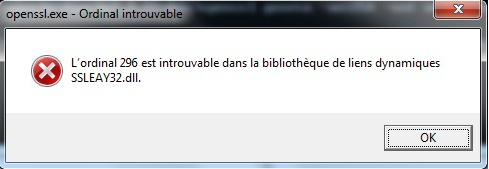 openssl.exe - Ordinal introuvable
L'ordinal 296 est introuvable dans la bibliothèque de liens dynamiques
SSLEAY32.dll.
OK